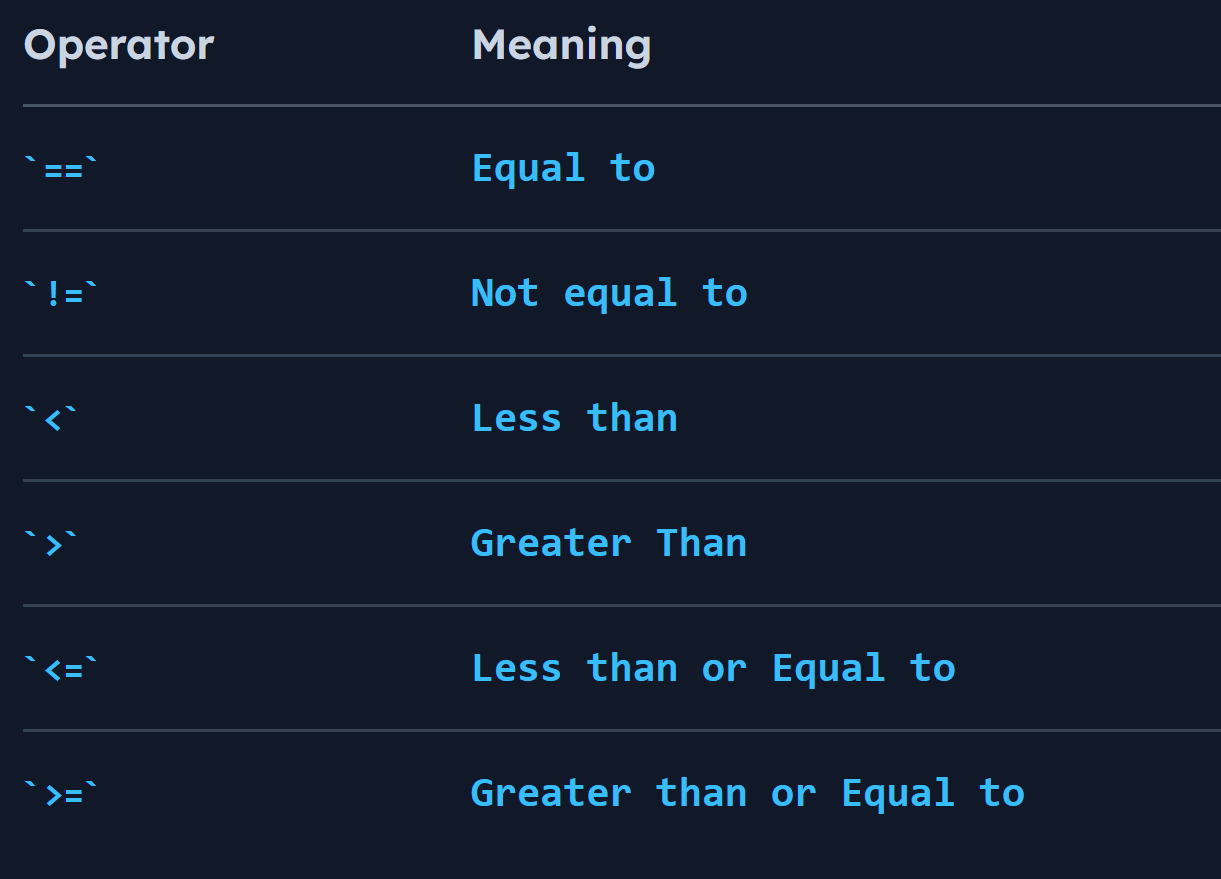 Operator Meaning
`==` Equal to
`!=` Not equal to
`<` Less than
`>` Greater Than
`<=` Less than or Equal to
`>=` Greater than or Equal to